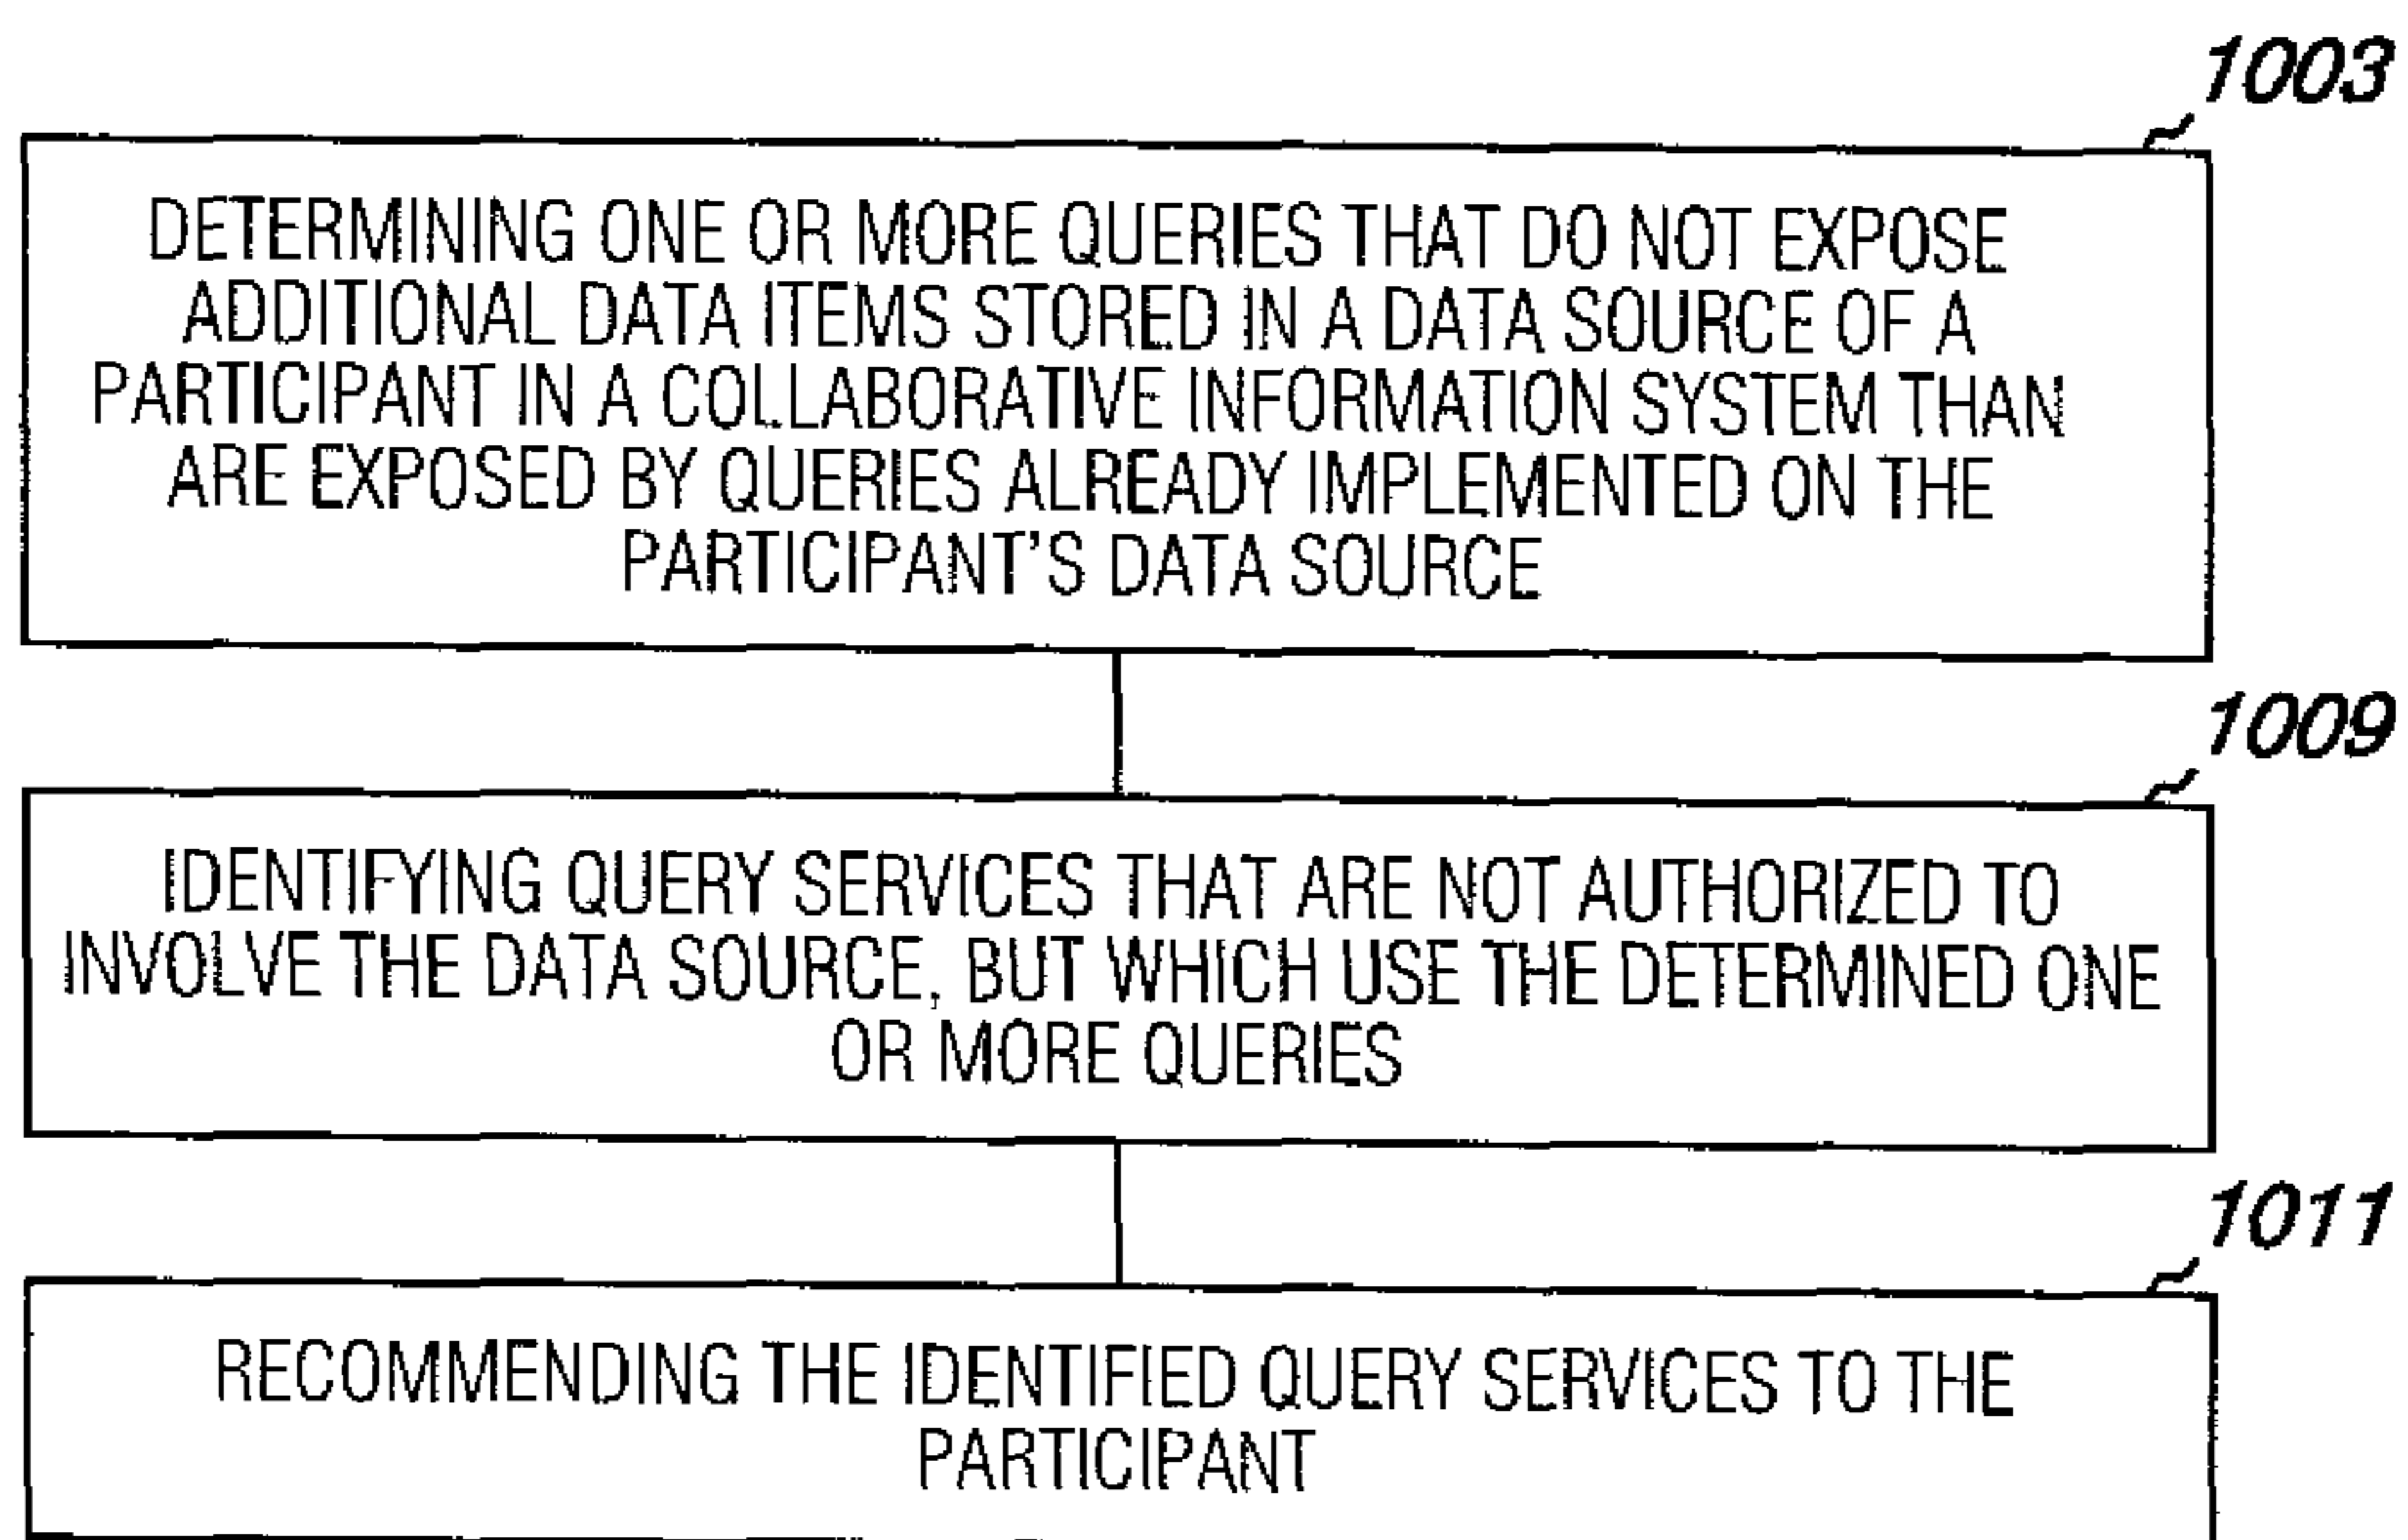 1003
DETERMINING ONE OR MORE QUERIES THAT DO NOT EXPOSE
ADDITIONAL DATA ITEMS STORED IN A DATA SOURCE OF A
PARTICIPANT IN A COLLABORATIVE INFORMATION SYSTEM THAN
ARE EXPOSED BY QUERIES ALREADY IMPLEMENTED ON THE
PARTICIPANT'S DATA SOURCE
1009
IDENTIFYING QUERY SERVICES THAT ARE NOT AUTHORIZED TO
INVOLVE THE DATA SOURCE, BUT WHICH USE THE DETERMINED ONE
OR MORE QUERIES
1011
RECOMMENDING THE IDENTIFIED QUERY SERVICES TO THE
PARTICIPANT